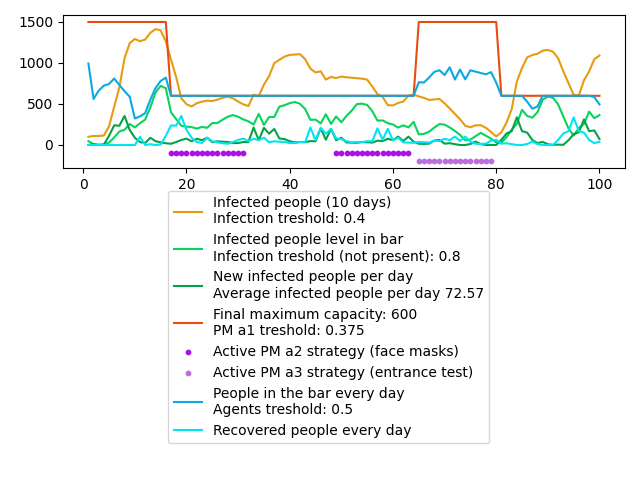 1500
1000
500
0
0 20 40 60 80 100
Infected people (10 days)
Infection treshold: 0.4
Infected people level in bar
Infection treshold (not present): 0.8
New infected people per day
Average infected people per day 72.57
Final maximum capacity: 600
PM a1 treshold: 0.375
Active PM a2 strategy (face masks)
Active PM a3 strategy (entrance test)
People in the bar every day
Agents treshold: 0.5
Recovered people every day